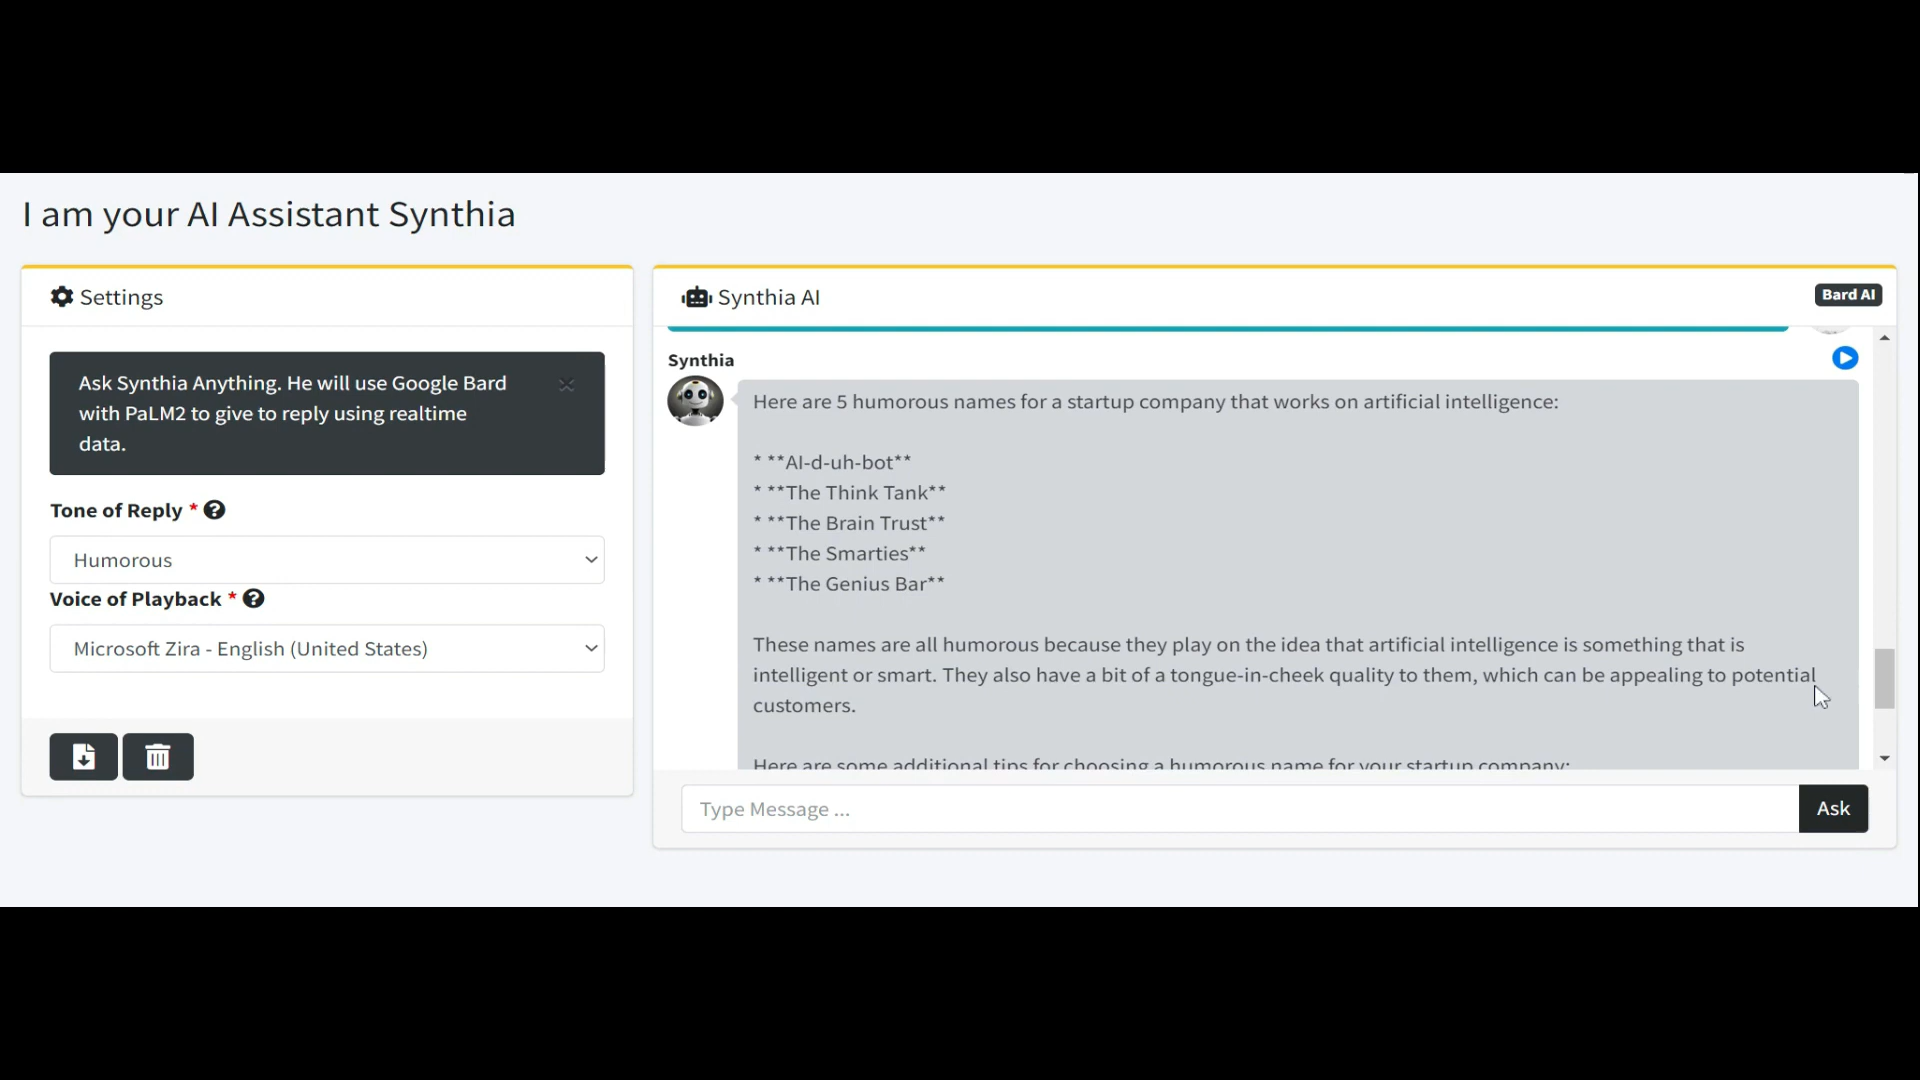 I am your AI Assistant Synthia
Settings
Ask Synthia Anything. He will use Google Bard
with PaLM2 to give to reply using realtime
data.
Tone of Reply *
Humorous
Voice of Playback *
Microsoft Zira - English (United States)
Synthia AI
Bard AI
Synthia
Here are 5 humorous names for a startup company that works on artificial intelligence:
* **AI-d-uh-bot**
* **The Think Tank**
* **The Brain Trust**
* **The Smarties**
* **The Genius Bar**
These names are all humorous because they play on the idea that artificial intelligence is something that is
intelligent or smart. They also have a bit of a tongue-in-cheek quality to them, which can be appealing to potential
customers.
Here are some additional tips for choosing a humorous name for your startup company:
Type Message ...
Ask